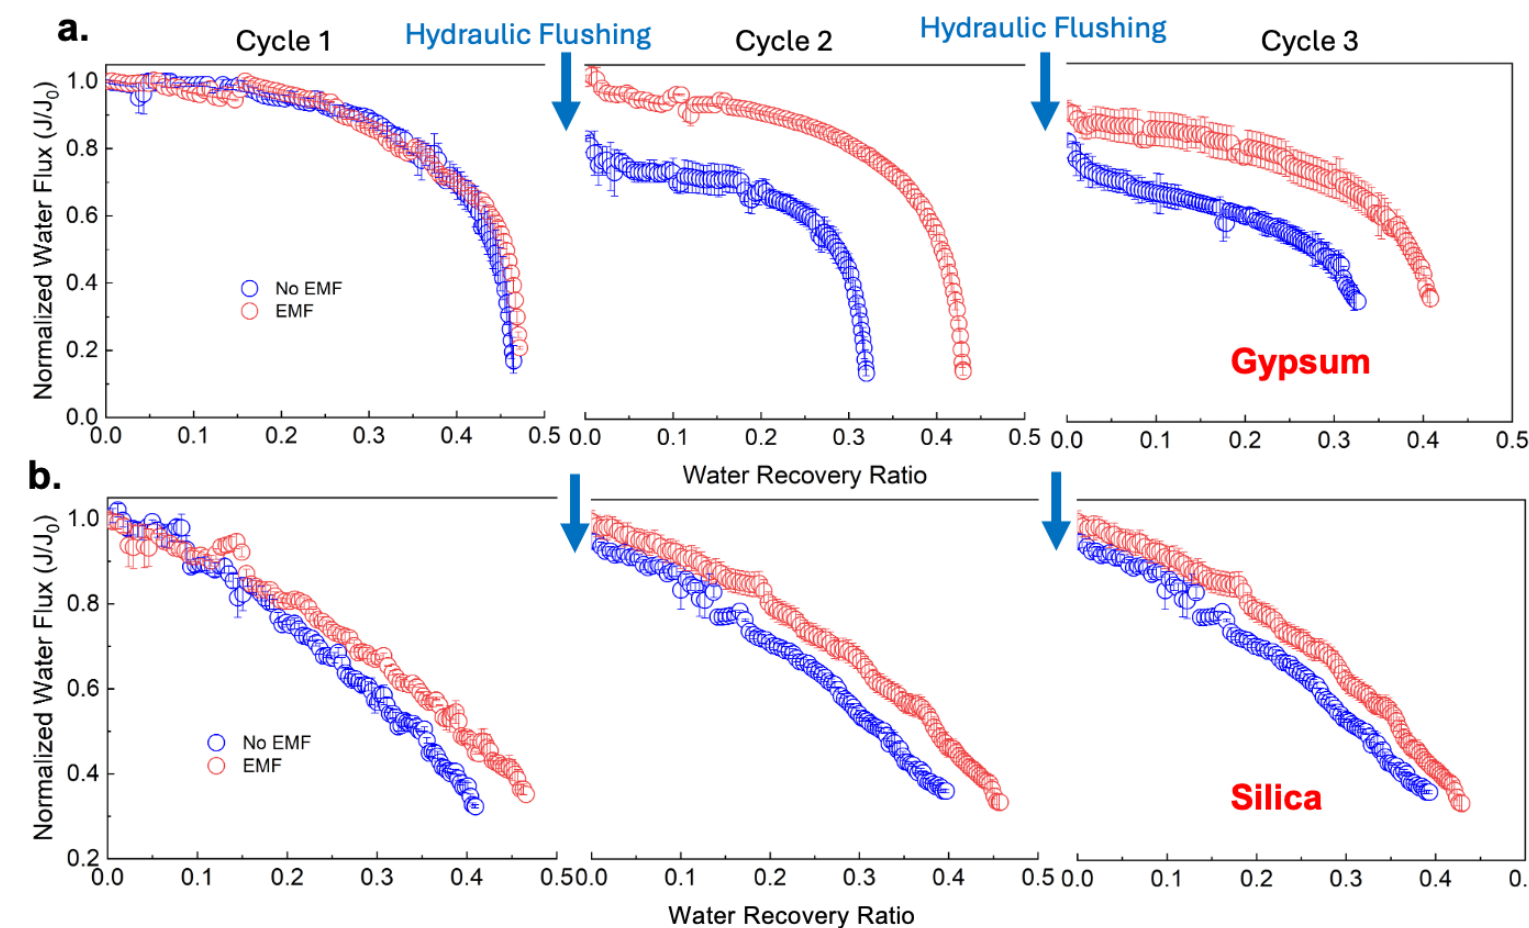 a.
Cycle 1
Hydraulic Flushing
Cycle 2
Hydraulic Flushing
Cycle 3
Normalized Water Flux (J/J0)
1.0
0.8
0.6
0.4
0.2
0.0
No EMF
EMF
Gypsum
0.0 0.1 0.2 0.3 0.4 0.5
0.0 0.1 0.2 0.3 0.4 0.5
0.0 0.1 0.2 0.3 0.4 0.5
Water Recovery Ratio
b.
Normalized Water Flux (J/J0)
1.0
0.8
0.6
0.4
0.2
No EMF
EMF
Silica
0.0 0.1 0.2 0.3 0.4 0.5
0.0 0.1 0.2 0.3 0.4 0.5
0.0 0.1 0.2 0.3 0.4 0.
Water Recovery Ratio